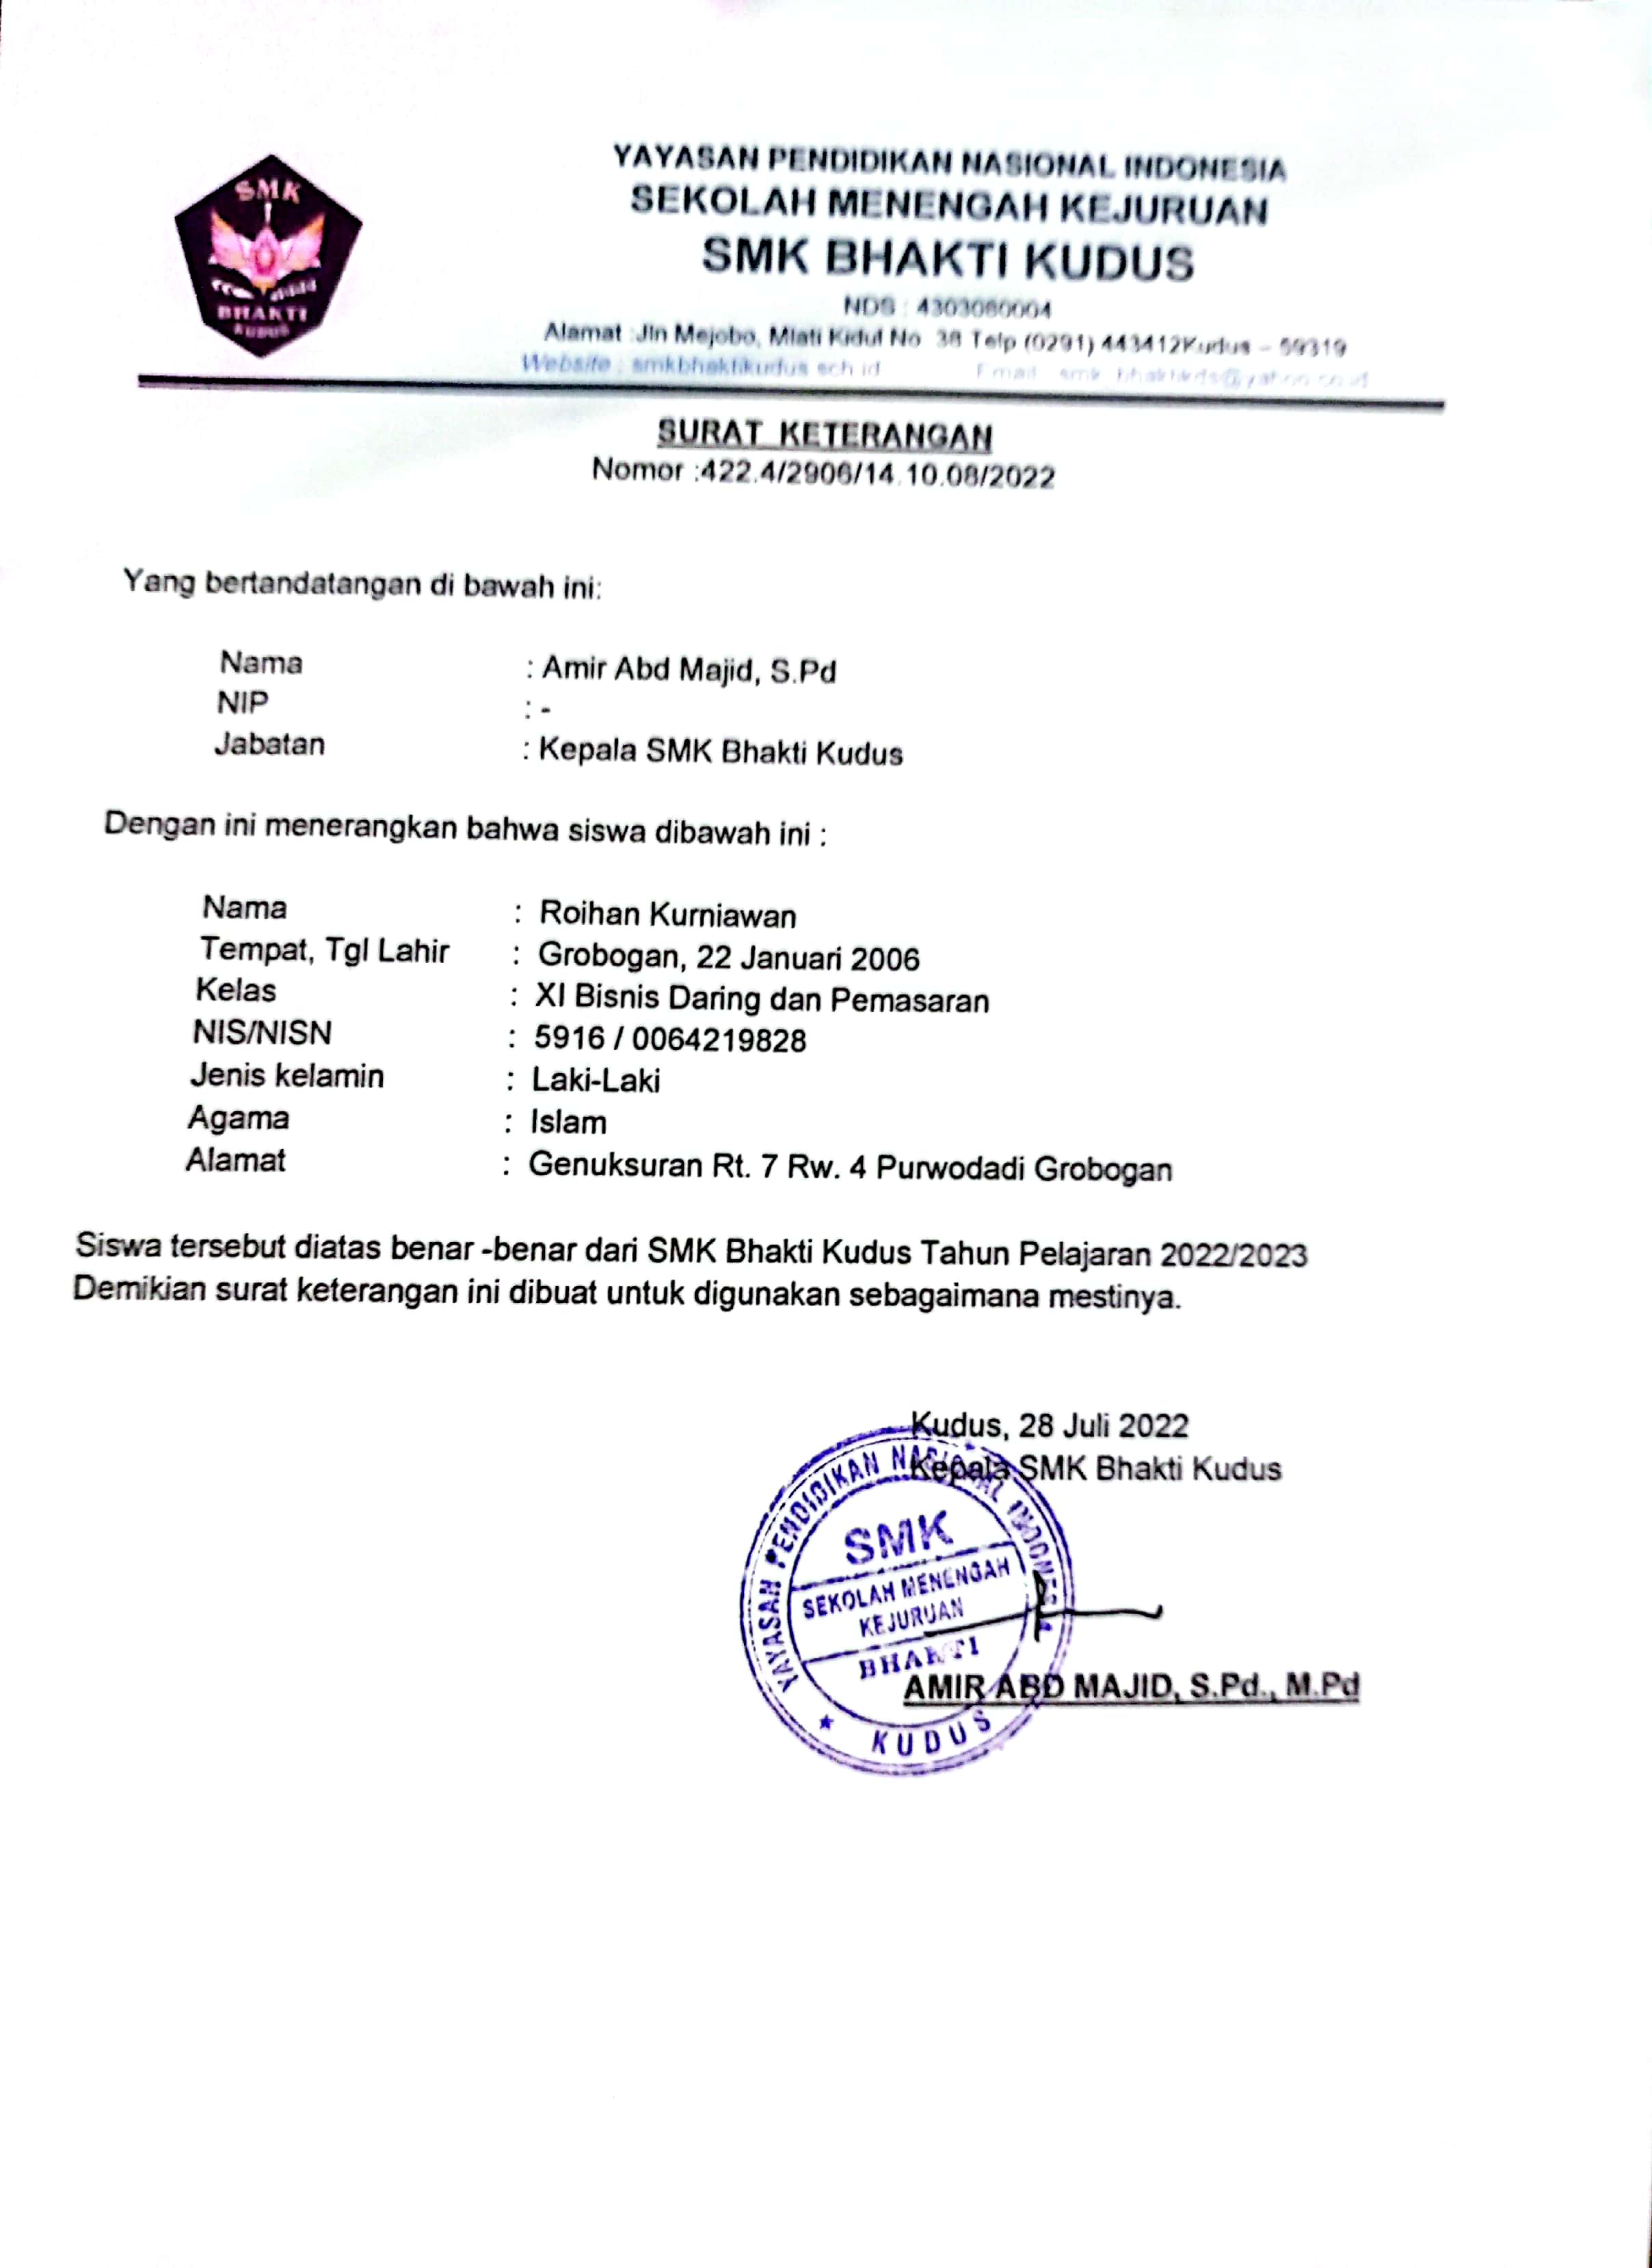 SMK
BHAKTI
KUDUS
YAYASAN PENDIDIKAN NASIONAL INDONESIA
SEKOLAH MENENGAH KEJURUAN
SMK BHAKTI KUDUS
NDS : 4303060004
Alamat :Jln Mejobo, Mlati Kidul No. 38 Telp (0291) 443412Kudus – 59319
Website : smkbhaktikudus.sch.id Email : smk_bhaktikds@yahoo.co.id
SURAT KETERANGAN
Nomor :422.4/2906/14.10.08/2022
Yang bertandatangan di bawah ini:
Nama : Amir Abd Majid, S.Pd
NIP : -
Jabatan : Kepala SMK Bhakti Kudus
Dengan ini menerangkan bahwa siswa dibawah ini :
Nama : Roihan Kurniawan
Tempat, Tgl Lahir : Grobogan, 22 Januari 2006
Kelas : XI Bisnis Daring dan Pemasaran
NIS/NISN : 5916 / 0064219828
Jenis kelamin : Laki-Laki
Agama : Islam
Alamat : Genuksuran Rt. 7 Rw. 4 Purwodadi Grobogan
Siswa tersebut diatas benar -benar dari SMK Bhakti Kudus Tahun Pelajaran 2022/2023
Demikian surat keterangan ini dibuat untuk digunakan sebagaimana mestinya.
Kudus, 28 Juli 2022
Kepala SMK Bhakti Kudus
YAYASAN PENDIDIKAN NASIONAL INDONESIA
SMK
SEKOLAH MENENGAH
KEJURUAN
BHAKTI
KUDUS
AMIR ABD MAJID, S.Pd., M.Pd